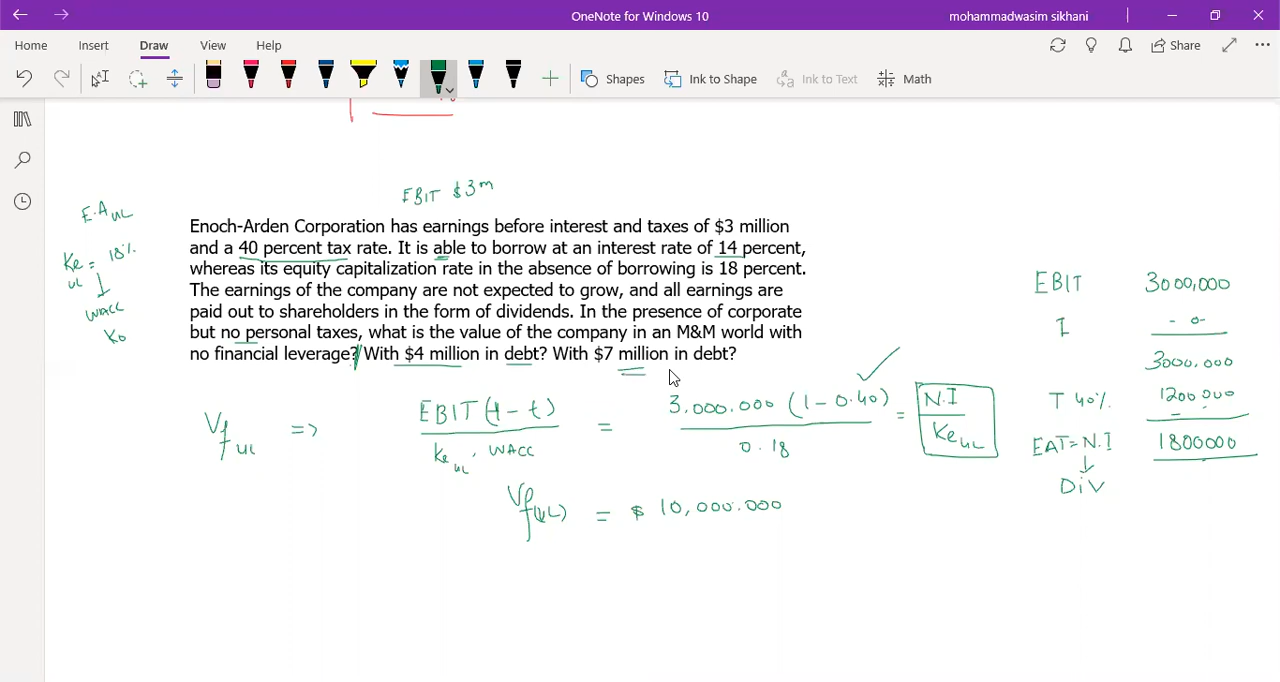 OneNote for Windows 10
mohammadwasim sikhani
Home Insert Draw View Help
Share
Shapes Ink to Shape Ink to Text Math
EBIT $3m
E.A UL
Ke UL = 18%
WACC
Ko
Enoch-Arden Corporation has earnings before interest and taxes of $3 million
and a 40 percent tax rate. It is able to borrow at an interest rate of 14 percent,
whereas its equity capitalization rate in the absence of borrowing is 18 percent.
The earnings of the company are not expected to grow, and all earnings are
paid out to shareholders in the form of dividends. In the presence of corporate
but no personal taxes, what is the value of the company in an M&M world with
no financial leverage? With $4 million in debt? With $7 million in debt?
EBIT 3000,000
I - 0-
3000.000
T 40% 1200000
EAT=N.I 1800000
DiV
Vf UL => EBIT(1-t) = 3,000.000 (1-0.40) = N.I
Ke UL, WACC 0.18 Ke UL
Vf(UL) = $ 10,000.000